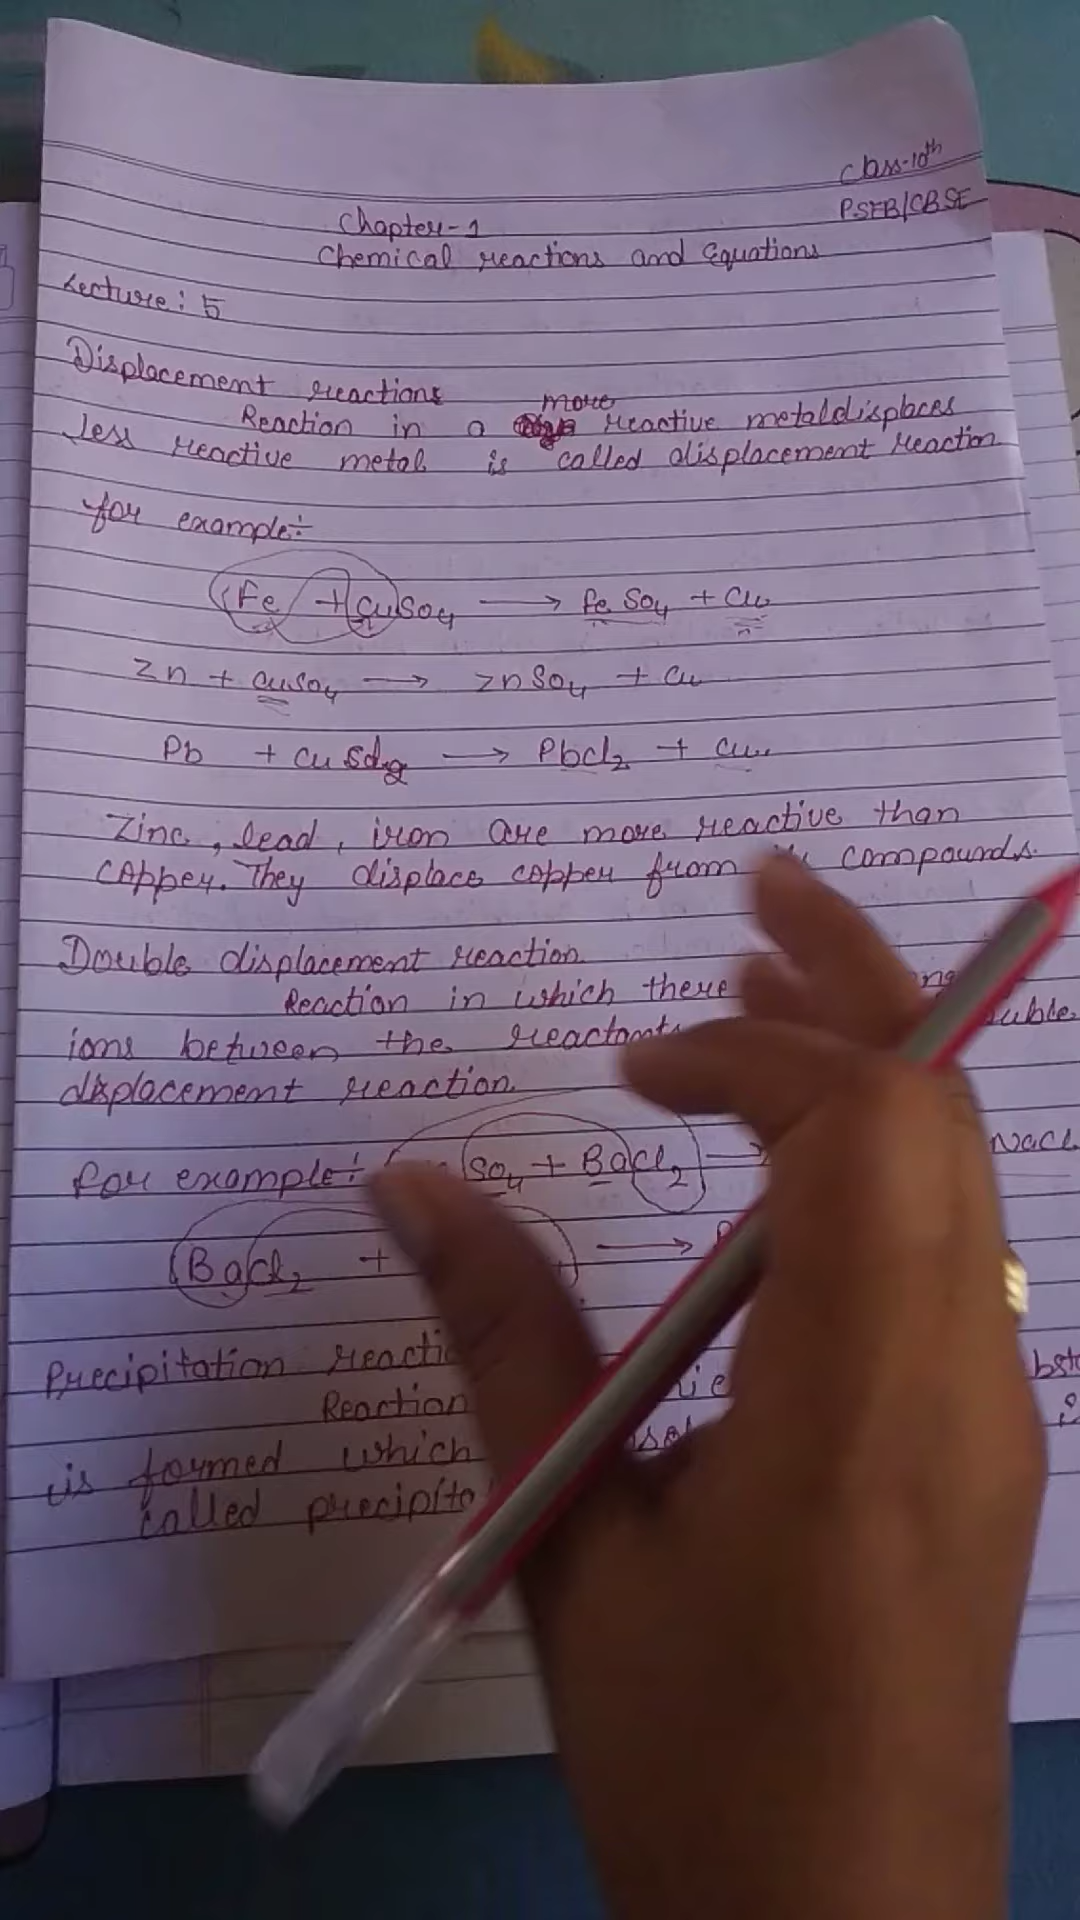 Class-10th
PSEB/CBSE
Chapter-1
Chemical reactions and Equations
Lecture: 5
Displacement reactions
more
Reaction in a reactive metal displaces
less reactive metal is called displacement reaction
for example:
Fe + CuSO4 → FeSO4 + Cu
Zn + CuSO4 → ZnSO4 + Cu
Pb + Cu → PbCl2 + Cu
Zinc, lead, iron are more reactive than
copper. They displace copper from compounds.
Double displacement reaction
Reaction in which there
ions between the reactants
displacement reaction.
for example: SO4 + BaCl2 → NaCl
BaCl2 + →
Precipitation
Reaction
is formed which
called